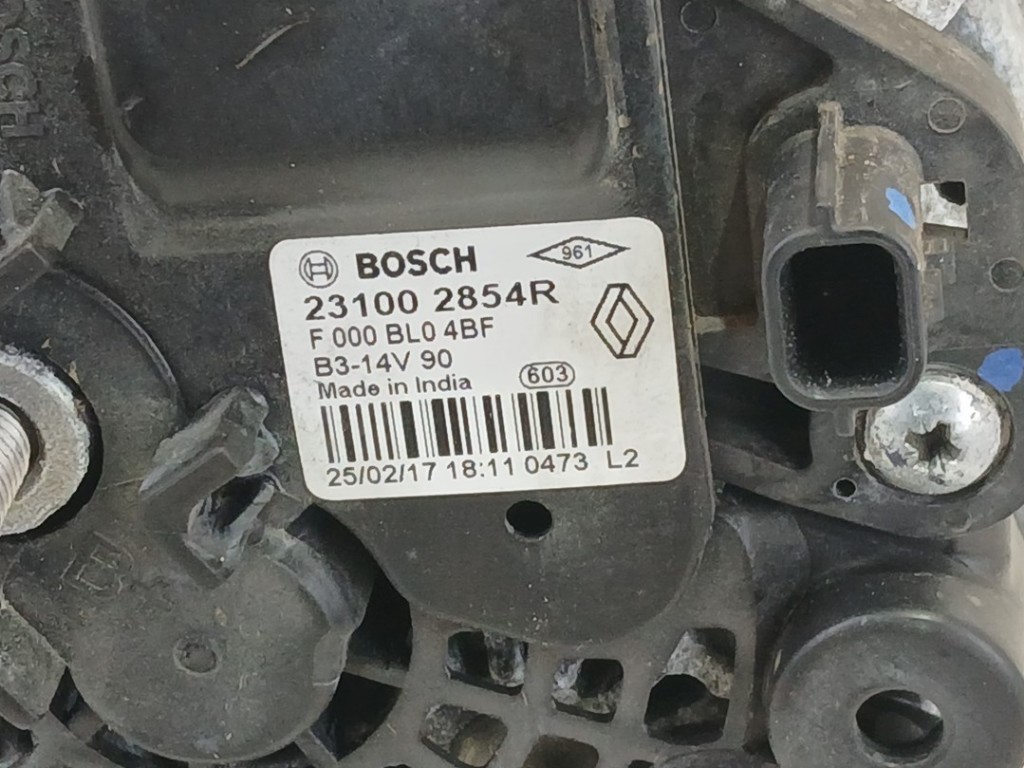 BOSCH
BOSCH
961
23100 2854R
F 000 BL0 4BF
B3-14V 90
Made in India
603
25/02/17 18:11 0473 L2